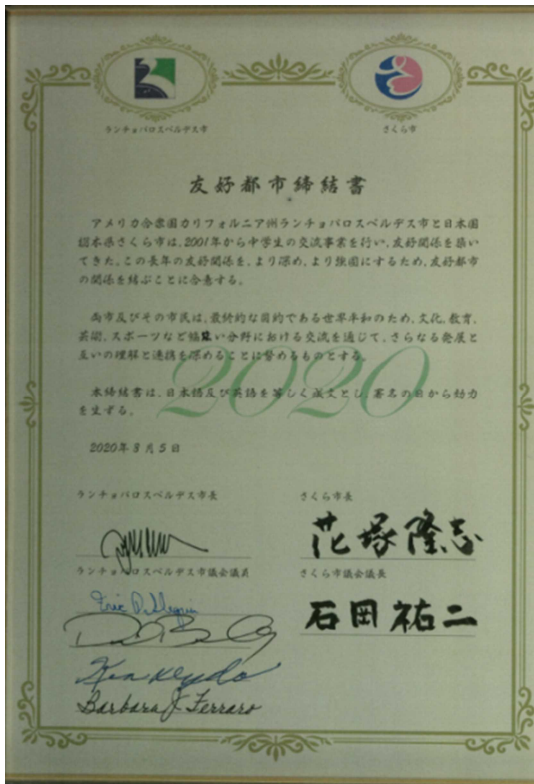 ランチョパロスベルデス市
さくら市
友好都市締結書
アメリカ合衆国カリフォルニア州ランチョパロスベルデス市と日本国
栃木県さくら市は、2001年から中学生の交流事業を行い、友好関係を築い
てきた。この長年の友好関係を、より深め、より強固にするため、友好都市
の関係を結ぶことに合意する。
両市及びその市民は、最終的な目的である世界平和のため、文化、教育、
芸術、スポーツなど幅広い分野における交流を通じて、さらなる発展と
互いの理解と連携を深めることに努めるものとする。
2020
本締結書は、日本語及び英語を等しく成文とし、署名の日から効力
を生ずる。
2020年8月5日
ランチョパロスベルデス市長
さくら市長
花塚隆志
ランチョパロスベルデス市議会議員
さくら市議会議長
石岡祐二
Ken Dyda
Barbara J Ferraro